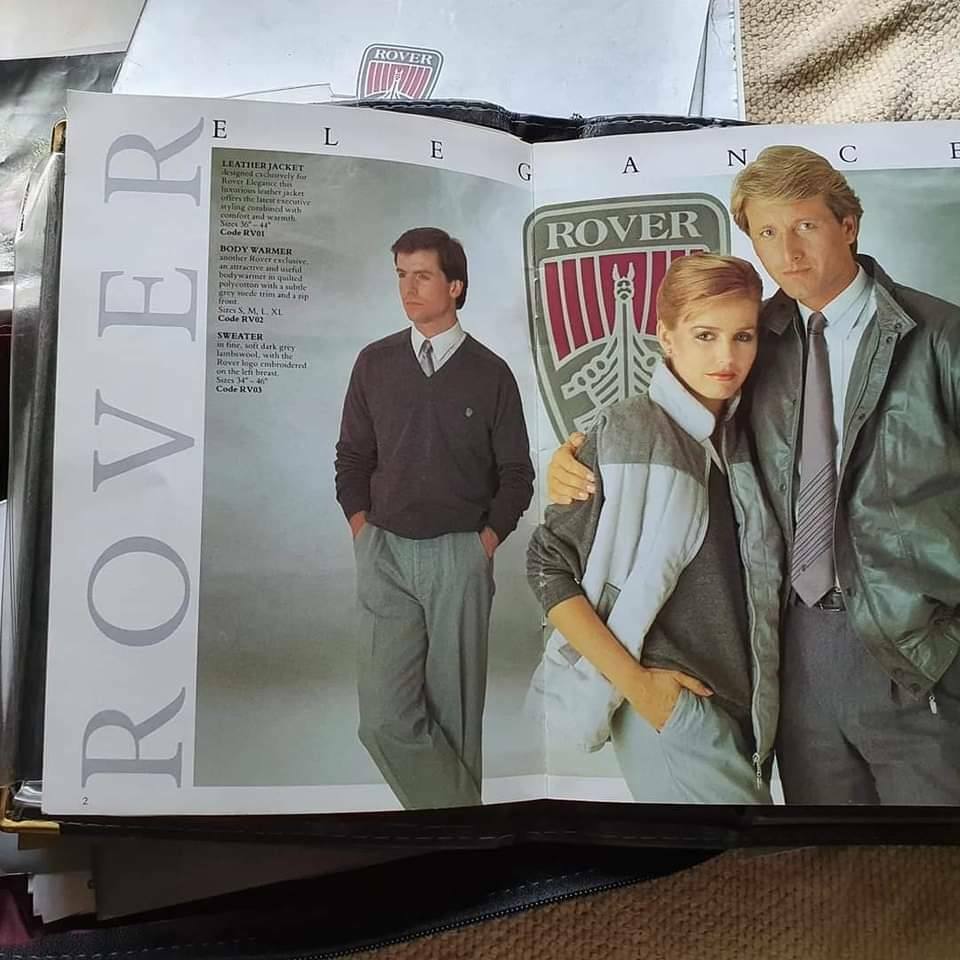 ROVER
ELEGANCE
ROVER
LEATHER JACKET
designed exclusively for
Rover Elegance this
luxurious leather jacket
offers the latest executive
styling combined with
comfort and warmth.
Sizes 36" – 44"
Code RV01
BODY WARMER
another Rover exclusive,
an attractive and useful
bodywarmer in quilted
polycotton with a subtle
grey suede trim and a zip
front.
Sizes S, M, L, XL
Code RV02
SWEATER
in fine, soft dark grey
lambswool, with the
Rover logo embroidered
on the left breast.
Sizes 34" – 46"
Code RV03
ROVER
2